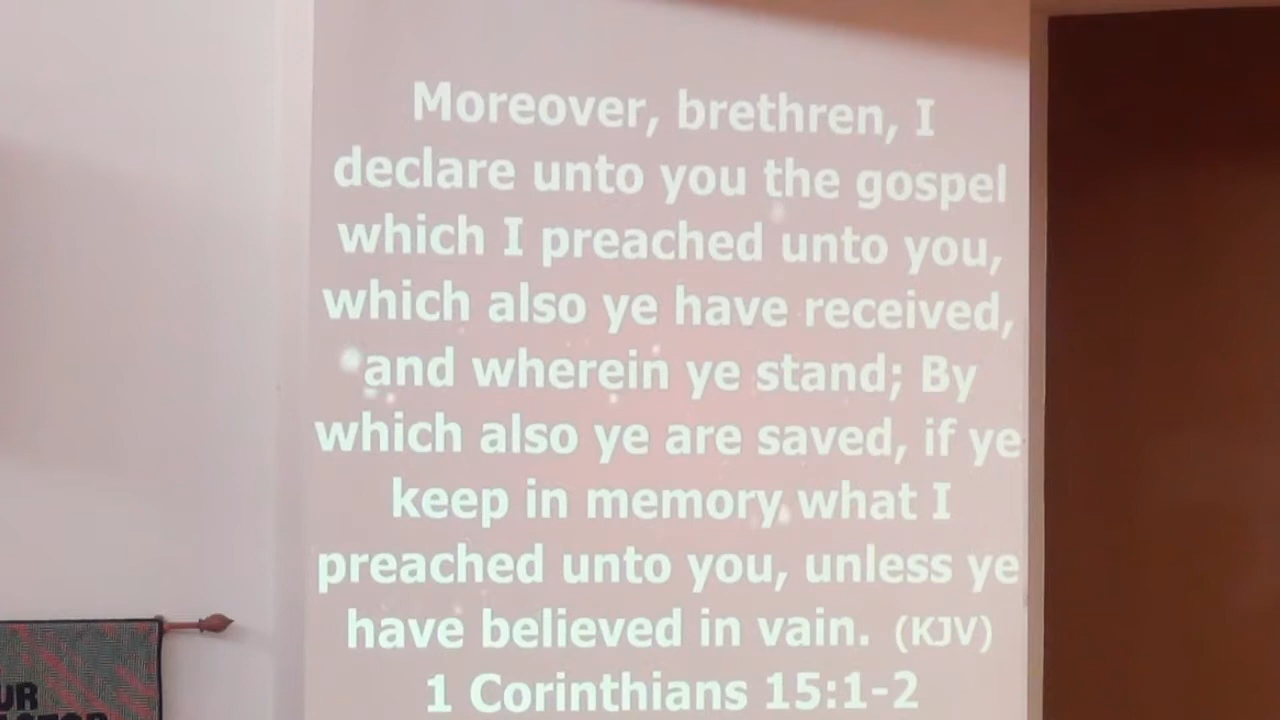 Moreover, brethren, I
declare unto you the gospel
which I preached unto you,
which also ye have received,
and wherein ye stand; By
which also ye are saved, if ye
keep in memory what I
preached unto you, unless ye
have believed in vain. (KJV)
1 Corinthians 15:1-2